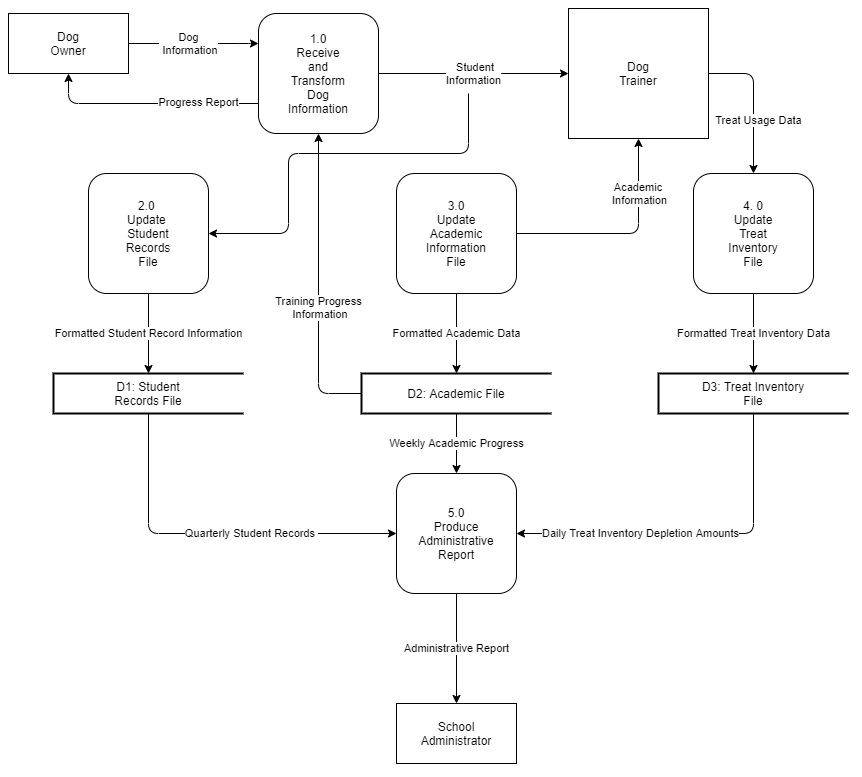 Dog
Owner
Dog
Information
1.0
Receive
and
Transform
Dog
Information
Student
Information
Dog
Trainer
Progress Report
Treat Usage Data
2.0
Update
Student
Records
File
3.0
Update
Academic
Information
File
Academic
Information
4. 0
Update
Treat
Inventory
File
Training Progress
Information
Formatted Student Record Information
Formatted Academic Data
Formatted Treat Inventory Data
D1: Student
Records File
D2: Academic File
D3: Treat Inventory
File
Weekly Academic Progress
Quarterly Student Records
5.0
Produce
Administrative
Report
Daily Treat Inventory Depletion Amounts
Administrative Report
School
Administrator